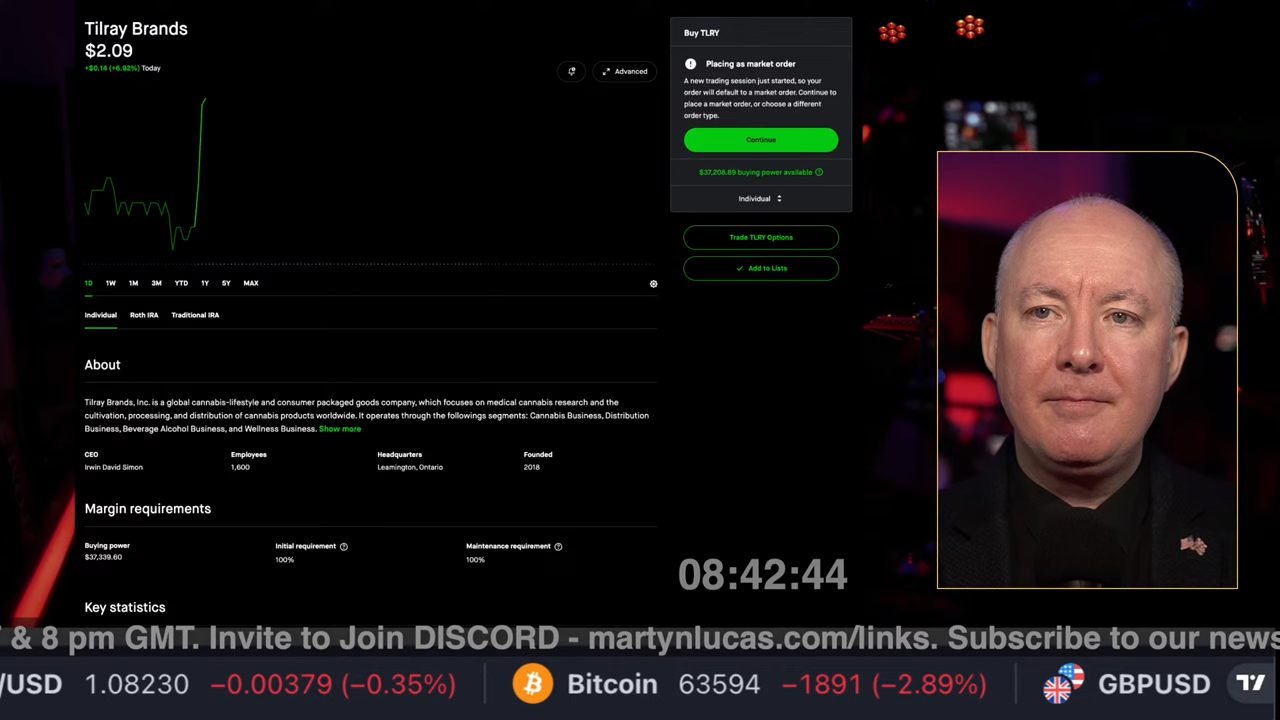 Tilray Brands
$2.09
+$0.14 (+6.92%) Today
Advanced
1D 1W 1M 3M YTD 1Y 5Y MAX
Individual Roth IRA Traditional IRA
About
Tilray Brands, Inc. is a global cannabis-lifestyle and consumer packaged goods company, which focuses on medical cannabis research and the
cultivation, processing, and distribution of cannabis products worldwide. It operates through the followings segments: Cannabis Business, Distribution
Business, Beverage Alcohol Business, and Wellness Business. Show more
CEO Employees Headquarters Founded
Irwin David Simon 1,600 Leamington, Ontario 2018
Margin requirements
Buying power Initial requirement Maintenance requirement
$37,339.60 100% 100%
Key statistics
Buy TLRY
Placing as market order
A new trading session just started, so your
order will default to a market order. Continue to
place a market order, or choose a different
order type.
Continue
$37,208.89 buying power available
Individual
Trade TLRY Options
Add to Lists
08:42:44
& 8 pm GMT. Invite to Join DISCORD - martynlucas.com/links. Subscribe to our news
/USD 1.08230 −0.00379 (−0.35%) Bitcoin 63594 −1891 (−2.89%) GBPUSD